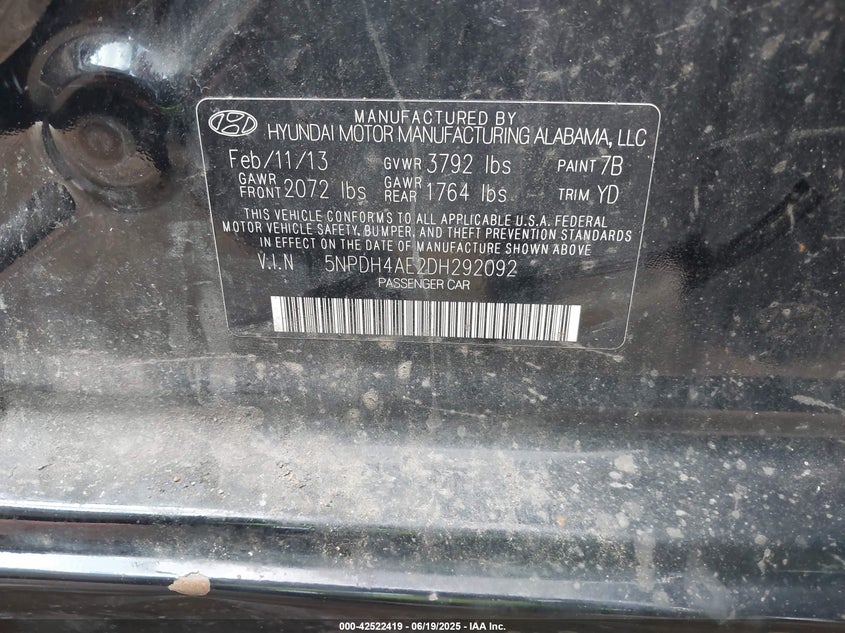 MANUFACTURED BY
HYUNDAI MOTOR MANUFACTURING ALABAMA, LLC
Feb/11/13 GVWR 3792 lbs PAINT 7B
GAWR FRONT 2072 lbs GAWR REAR 1764 lbs TRIM YD
THIS VEHICLE CONFORMS TO ALL APPLICABLE U.S.A. FEDERAL
MOTOR VEHICLE SAFETY, BUMPER, AND THEFT PREVENTION STANDARDS
IN EFFECT ON THE DATE OF MANUFACTURE SHOWN ABOVE
V.I.N 5NPDH4AE2DH292092
PASSENGER CAR
000-42522419 - 06/19/2025 - IAA Inc.